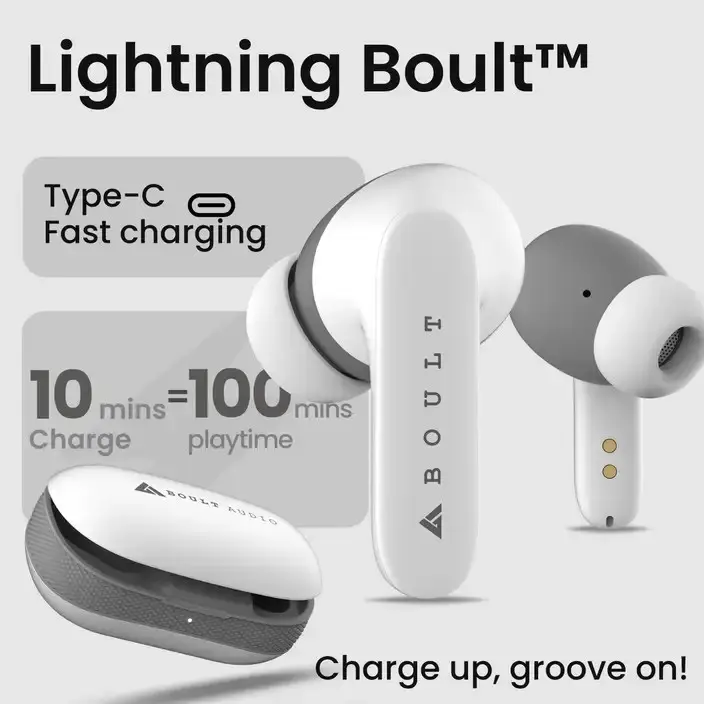 Lightning Boult™
Type-C
Fast charging
10 mins = 100 mins
Charge playtime
BOULT
BOULT AUDIO
Charge up, groove on!